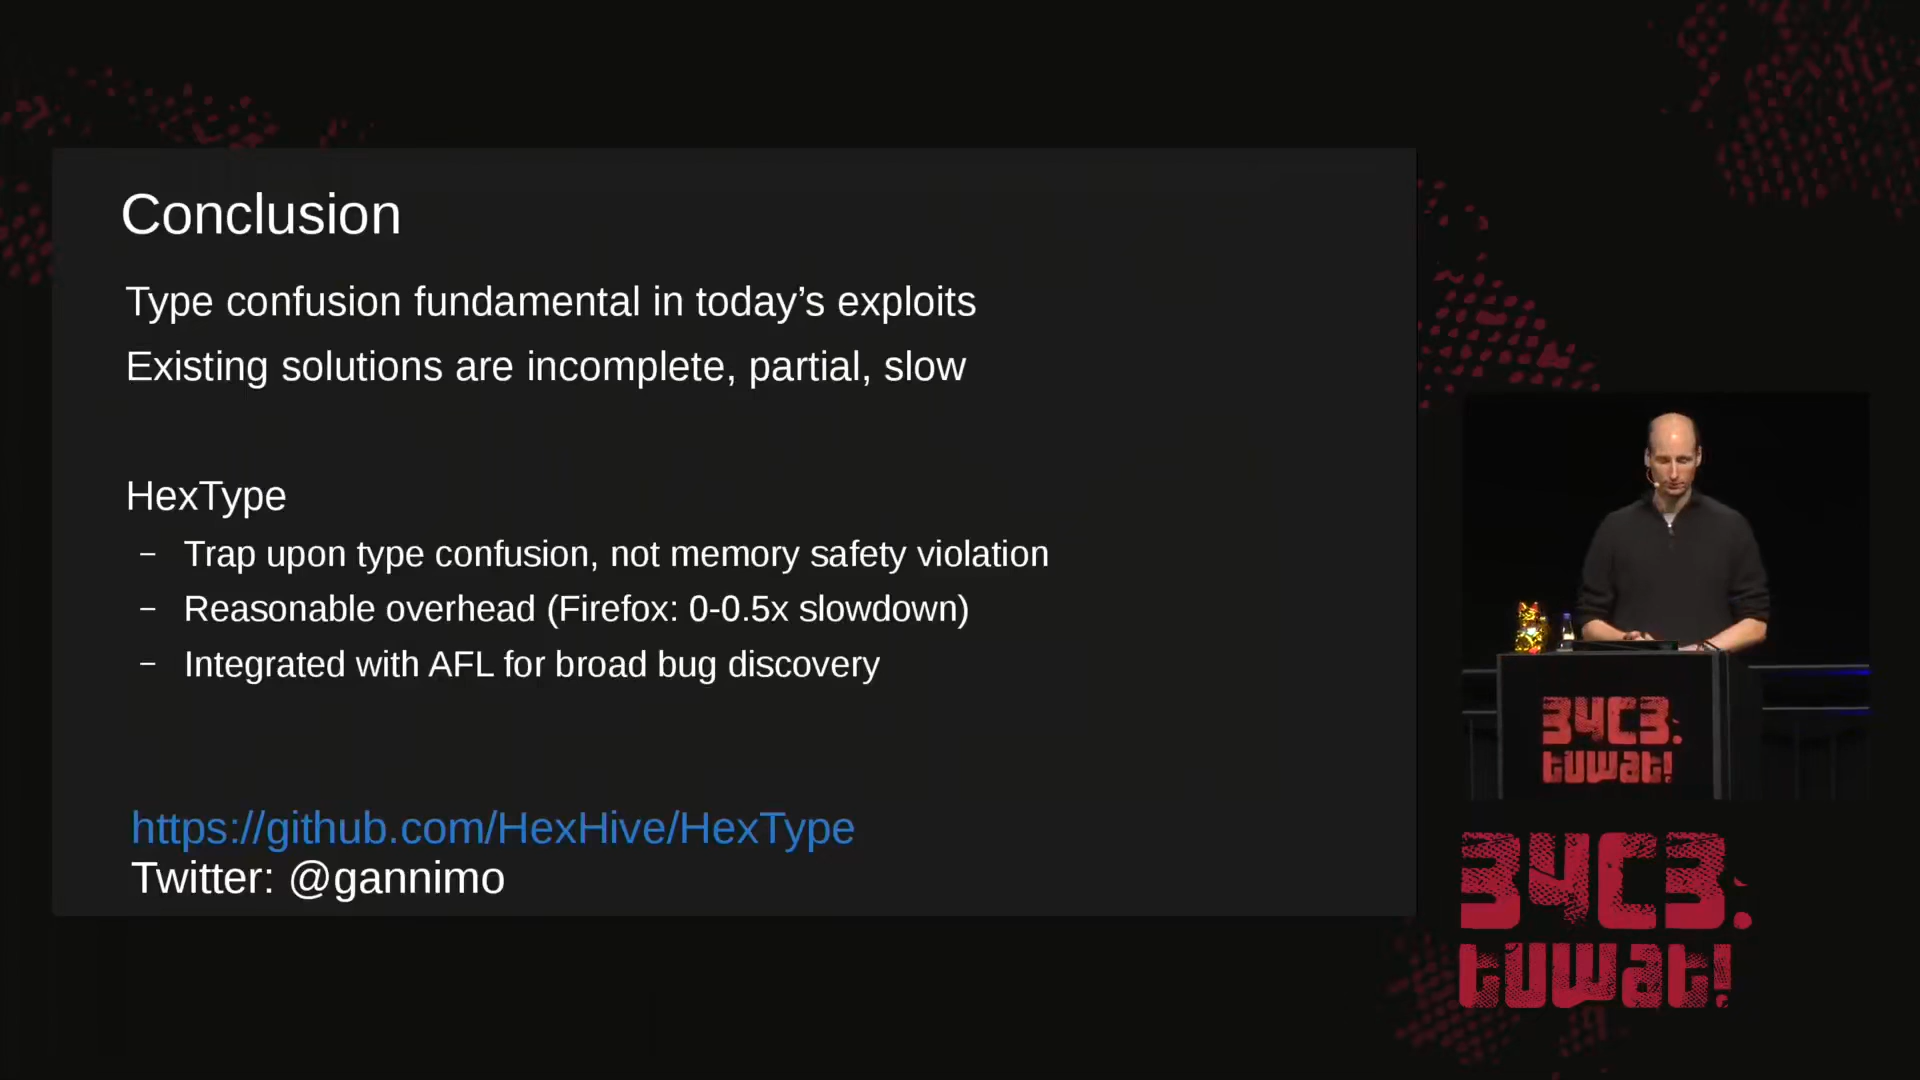 Conclusion
Type confusion fundamental in today’s exploits
Existing solutions are incomplete, partial, slow
HexType
– Trap upon type confusion, not memory safety violation
– Reasonable overhead (Firefox: 0-0.5x slowdown)
– Integrated with AFL for broad bug discovery
https://github.com/HexHive/HexType
Twitter: @gannimo
34C3.
tuwat!
34C3.
tuwat!